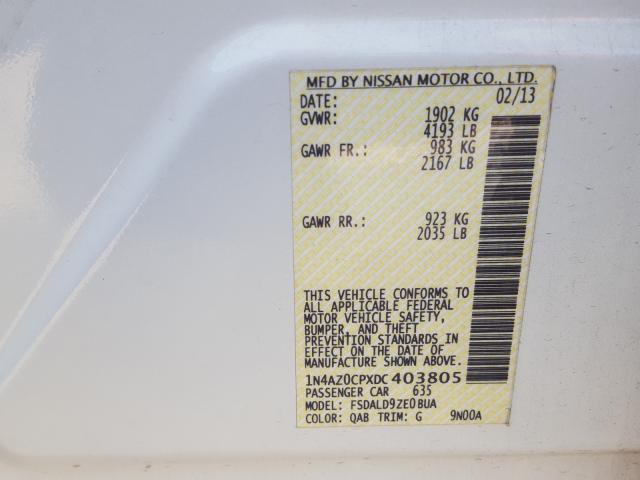 MFD BY NISSAN MOTOR CO., LTD.
DATE: 02/13
GVWR: 1902 KG
4193 LB
GAWR FR.: 983 KG
2167 LB
GAWR RR.: 923 KG
2035 LB
THIS VEHICLE CONFORMS TO
ALL APPLICABLE FEDERAL
MOTOR VEHICLE SAFETY,
BUMPER, AND THEFT
PREVENTION STANDARDS IN
EFFECT ON THE DATE OF
MANUFACTURE SHOWN ABOVE.
1N4AZ0CPXDC403805
PASSENGER CAR 635
MODEL: FSDALD9ZE0BUA
COLOR: QAB TRIM: G 9N00A